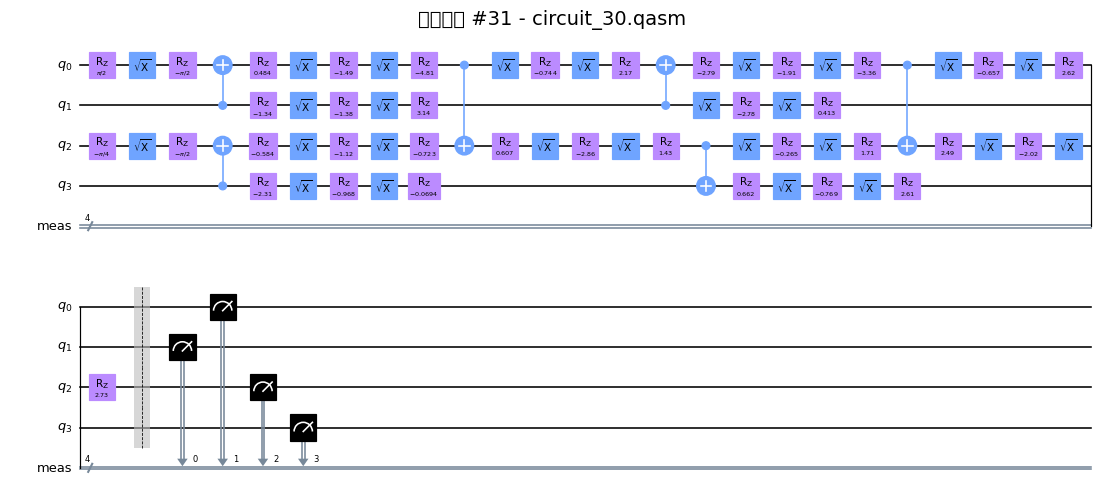 #31 - circuit_30.qasm
q0 RZ π/2 √X RZ −π/2 RZ 0.484 √X RZ −1.49 √X RZ −4.81 √X RZ −0.744 √X RZ 2.17 RZ −2.79 √X RZ −1.91 √X RZ −3.36 √X RZ −0.657 √X RZ 2.62
q1 RZ −1.34 √X RZ −1.38 √X RZ 3.14 √X RZ −2.78 √X RZ 0.413
q2 RZ −π/4 √X RZ −π/2 RZ −0.584 √X RZ −1.12 √X RZ −0.723 RZ 0.607 √X RZ −2.86 √X RZ 1.43 √X RZ −0.265 √X RZ 1.71 RZ 2.49 √X RZ −2.02 √X
q3 RZ −2.31 √X RZ −0.968 √X RZ −0.0694 RZ 0.662 √X RZ −0.769 √X RZ 2.61
meas 4
q0
q1
q2 RZ 2.73
q3
meas 4 0 1 2 3